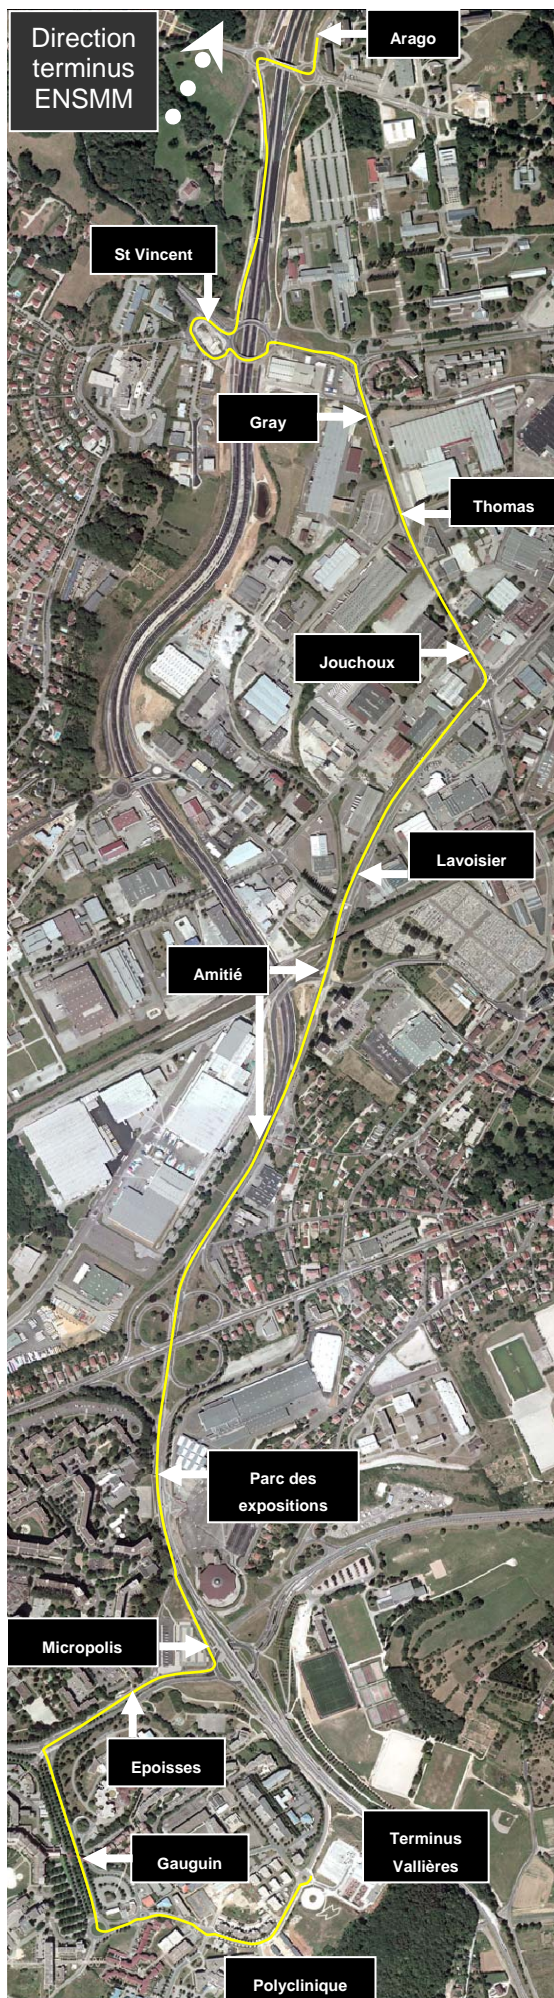 Direction
terminus
ENSMM
Arago
St Vincent
Gray
Thomas
Jouchoux
Lavoisier
Amitié
Parc des
expositions
Micropolis
Epoisses
Terminus
Vallières
Gauguin
Polyclinique